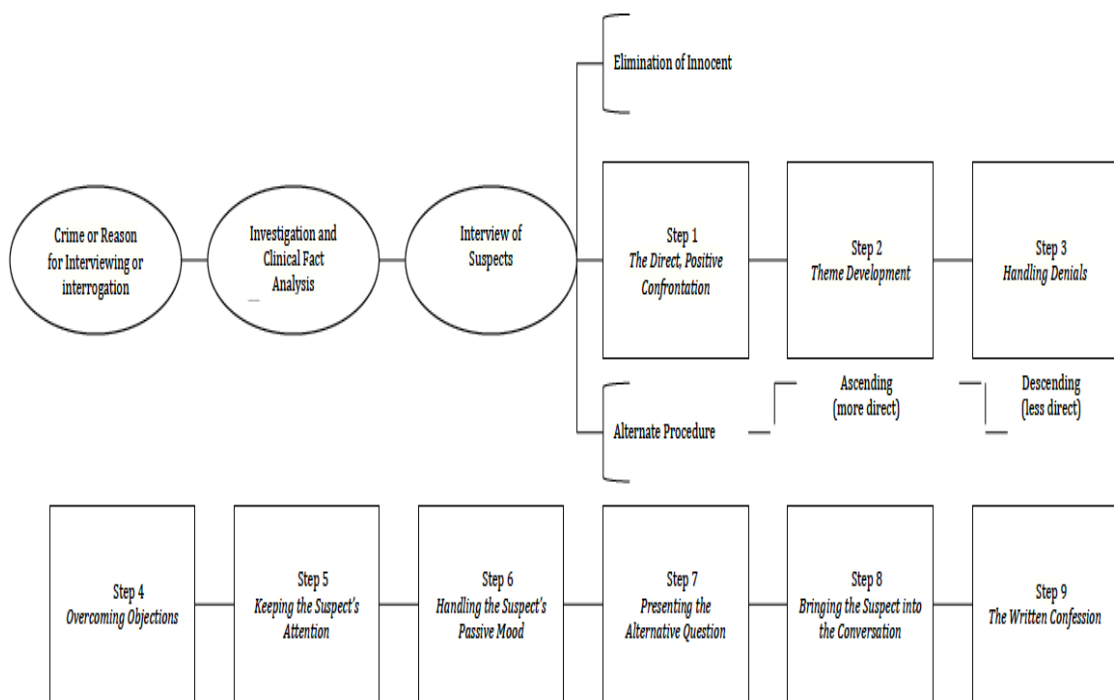 Elimination of Innocent
Crime or Reason
for Interviewing or
interrogation
Investigation and
Clinical Fact
Analysis
Interview of
Suspects
Step 1
The Direct, Positive
Confrontation
Step 2
Theme Development
Step 3
Handling Denials
Alternate Procedure
Ascending
(more direct)
Descending
(less direct)
Step 4
Overcoming Objections
Step 5
Keeping the Suspect's
Attention
Step 6
Handling the Suspect's
Passive Mood
Step 7
Presenting the
Alternative Question
Step 8
Bringing the Suspect into
the Conversation
Step 9
The Written Confession